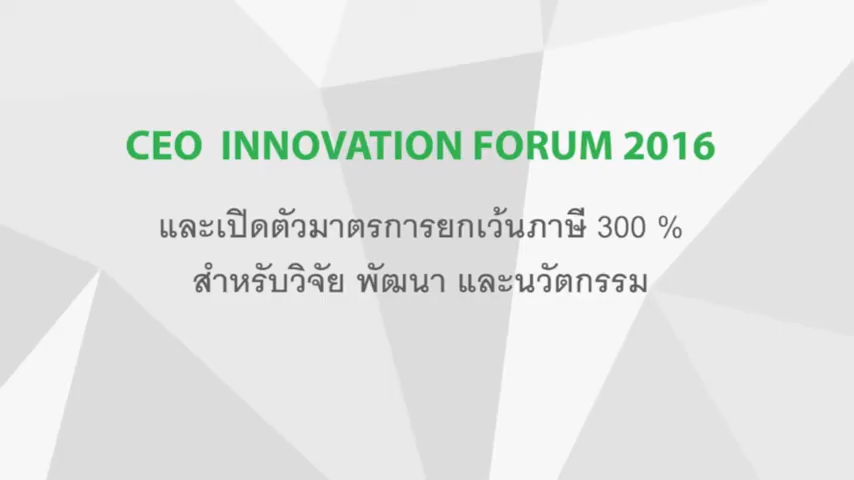 CEO INNOVATION FORUM 2016
และเปิดตัวมาตรการยกเว้นภาษี 300 %
สำหรับวิจัย พัฒนา และนวัตกรรม